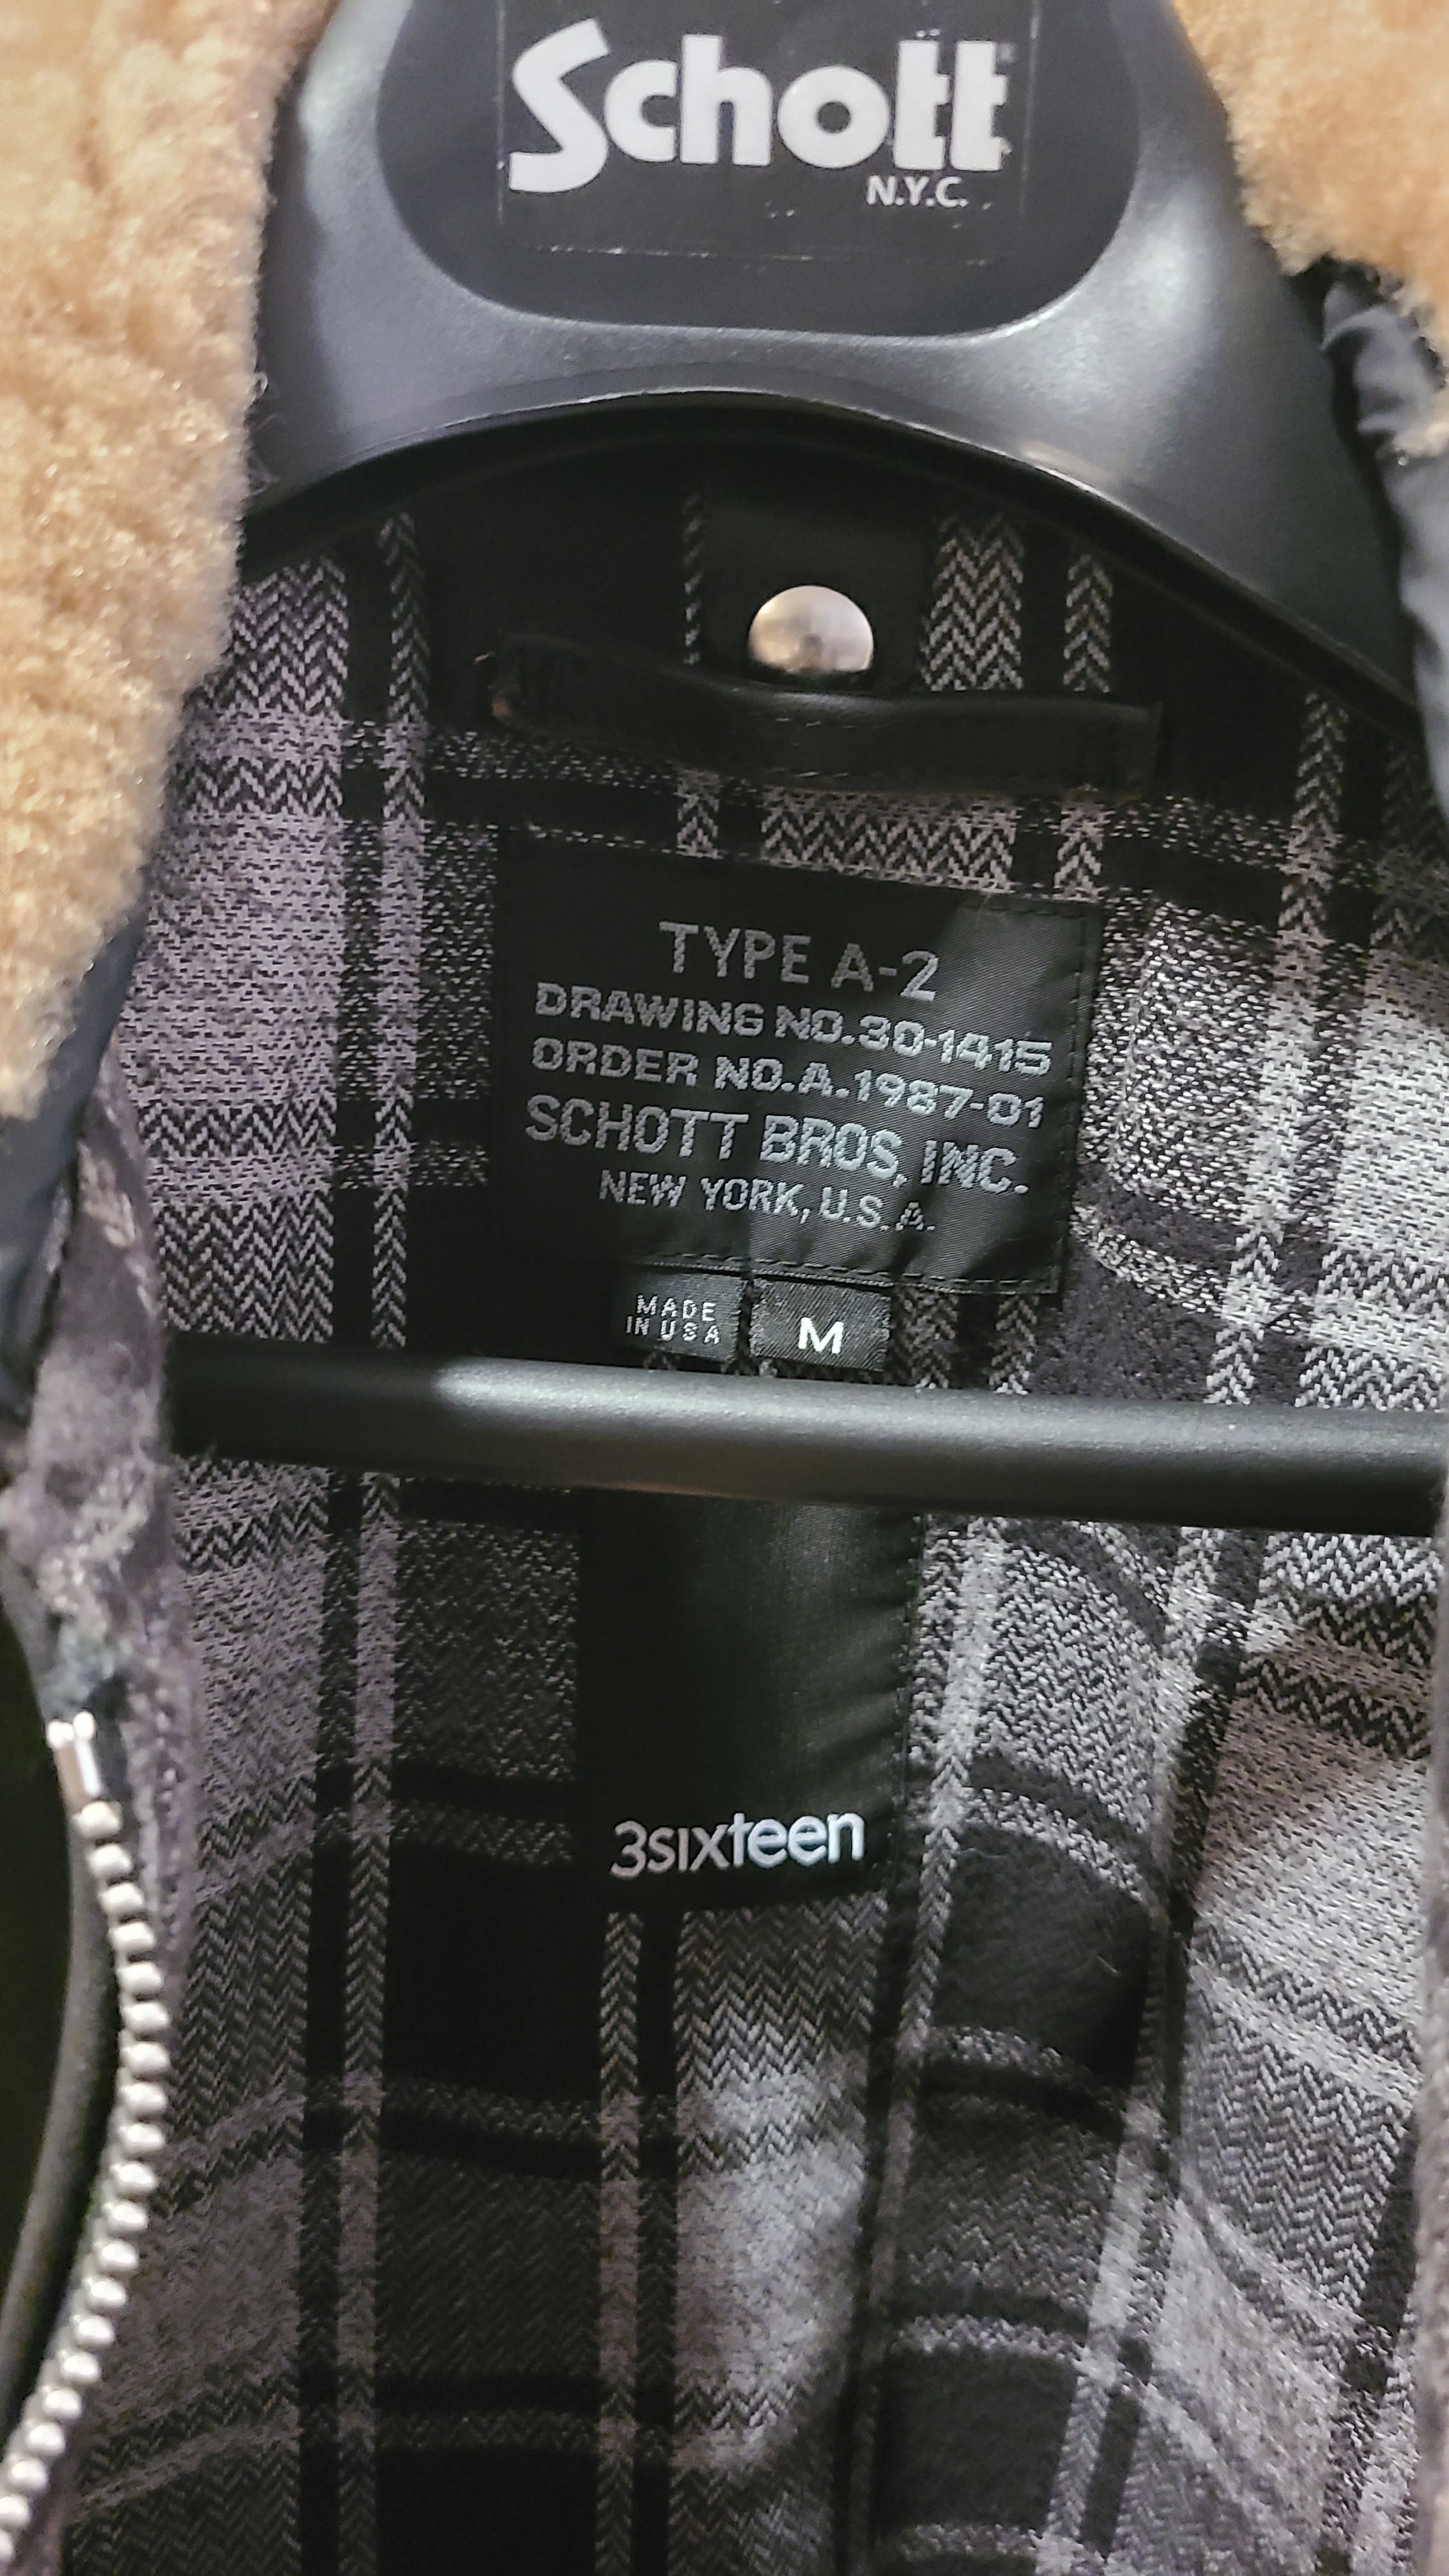 Schott
N.Y.C.
TYPE A-2
DRAWING NO.30-1415
ORDER NO.A.1987-01
SCHOTT BROS, INC.
NEW YORK, U.S.A.
MADE
IN USA
M
3sixteen